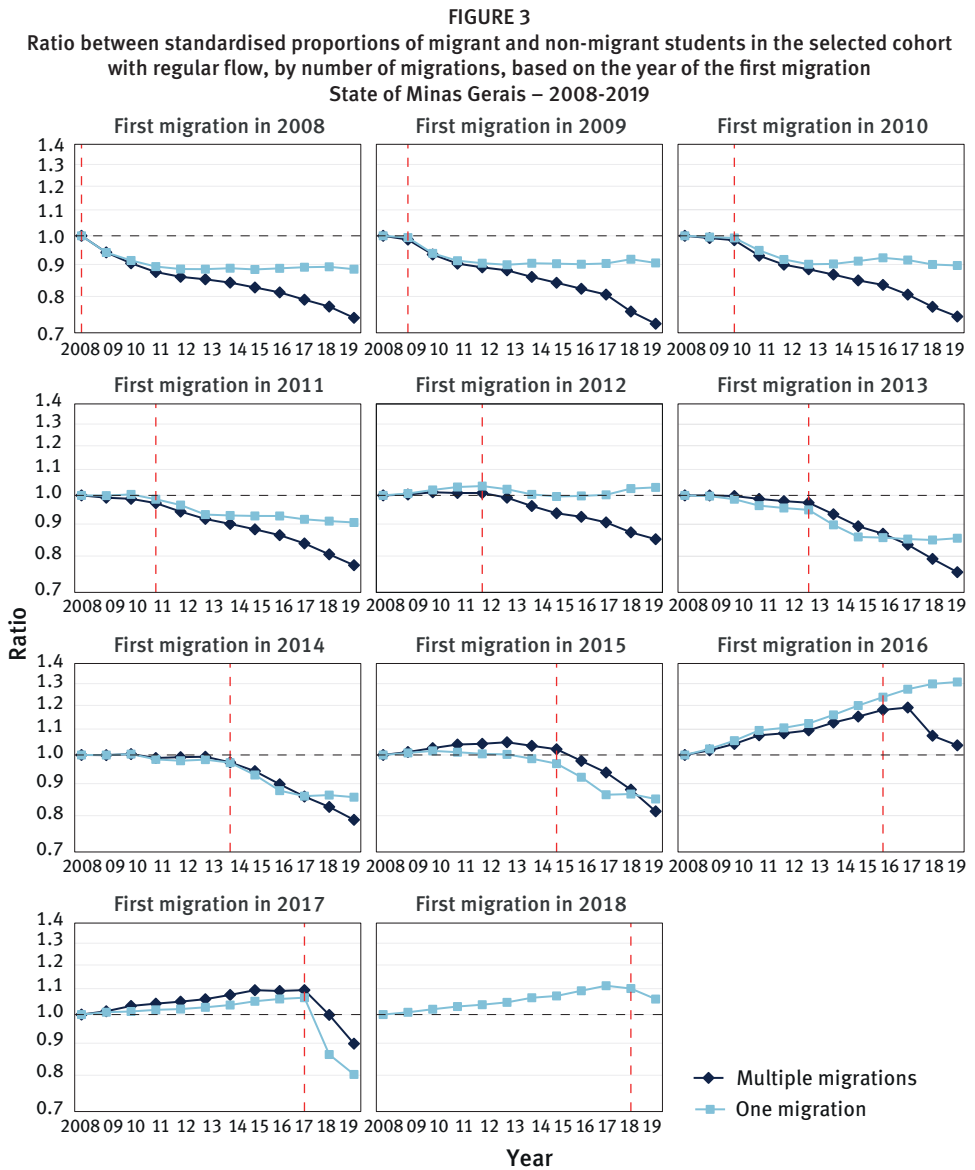 FIGURE 3
Ratio between standardised proportions of migrant and non-migrant students in the selected cohort
with regular flow, by number of migrations, based on the year of the first migration
State of Minas Gerais – 2008-2019
First migration in 2008
First migration in 2009
First migration in 2010
1.4
1.3
1.2
1.1
1.0
0.9
0.8
0.7
2008 09 10 11 12 13 14 15 16 17 18 19
2008 09 10 11 12 13 14 15 16 17 18 19
2008 09 10 11 12 13 14 15 16 17 18 19
First migration in 2011
First migration in 2012
First migration in 2013
1.4
1.3
1.2
1.1
1.0
0.9
0.8
0.7
2008 09 10 11 12 13 14 15 16 17 18 19
2008 09 10 11 12 13 14 15 16 17 18 19
2008 09 10 11 12 13 14 15 16 17 18 19
Ratio
First migration in 2014
First migration in 2015
First migration in 2016
1.4
1.3
1.2
1.1
1.0
0.9
0.8
0.7
2008 09 10 11 12 13 14 15 16 17 18 19
2008 09 10 11 12 13 14 15 16 17 18 19
2008 09 10 11 12 13 14 15 16 17 18 19
First migration in 2017
First migration in 2018
1.4
1.3
1.2
1.1
1.0
0.9
0.8
0.7
2008 09 10 11 12 13 14 15 16 17 18 19
2008 09 10 11 12 13 14 15 16 17 18 19
Multiple migrations
One migration
Year